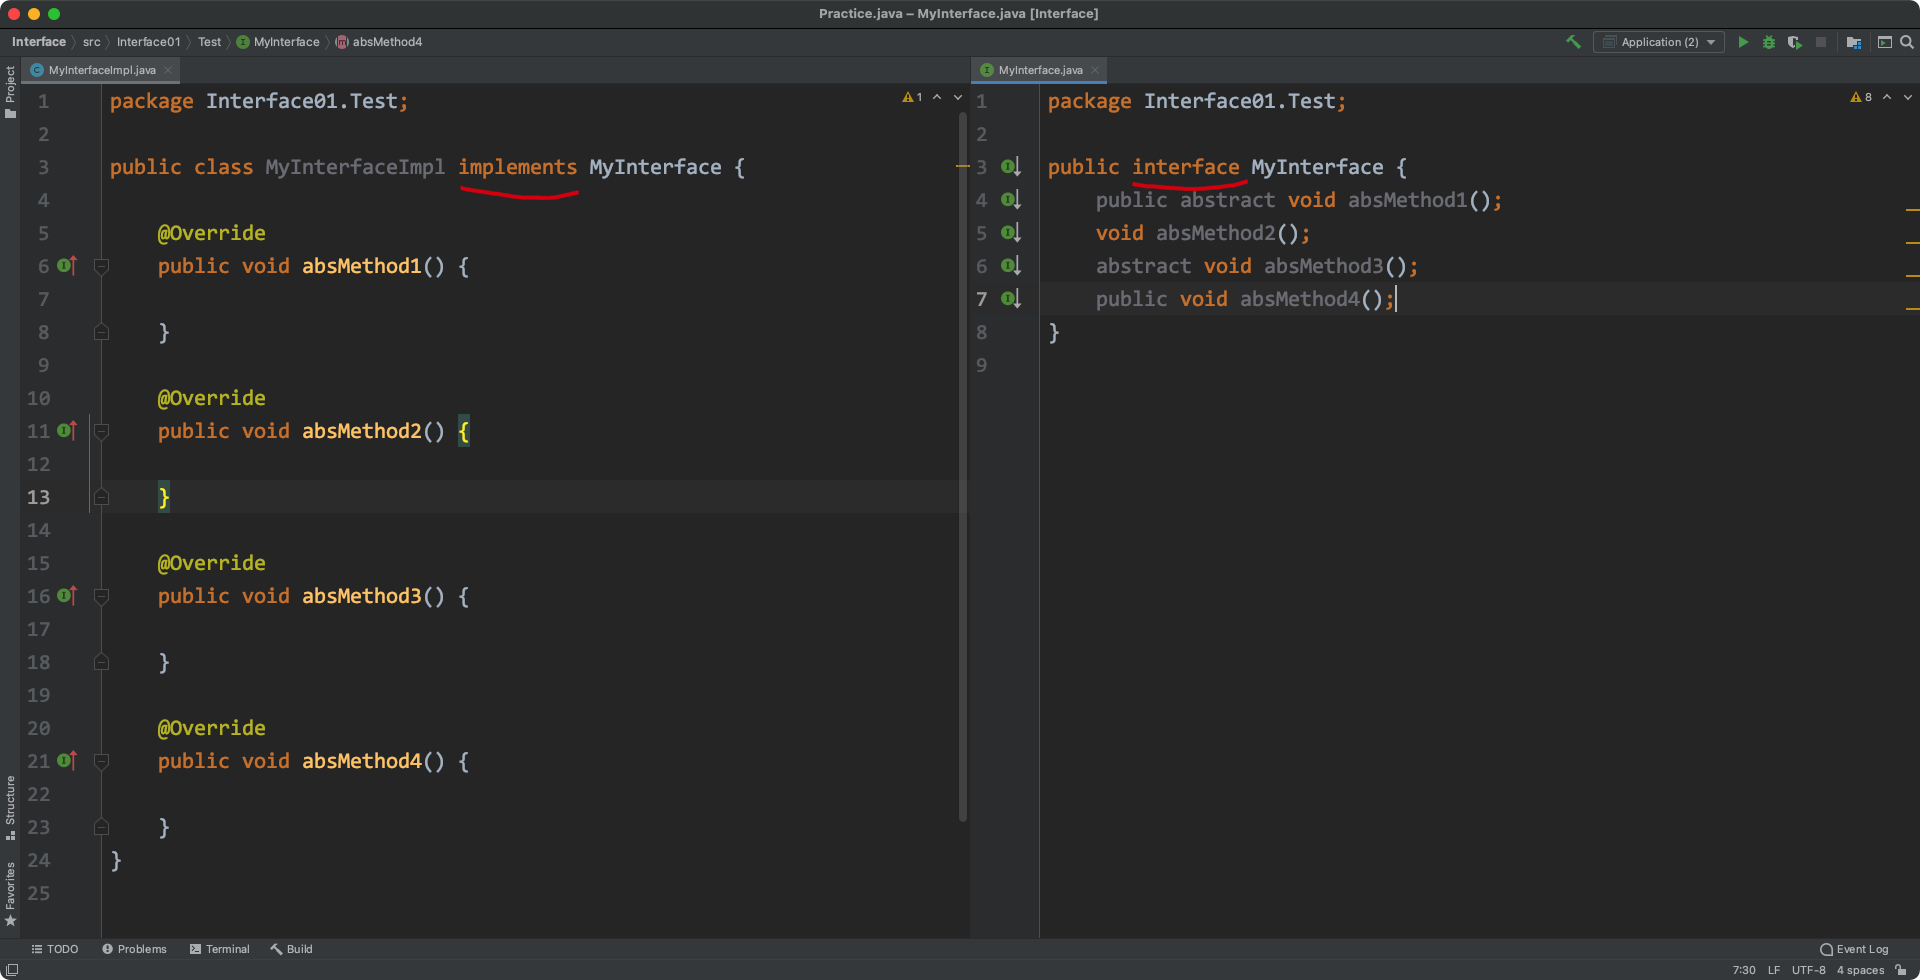 Practice.java – MyInterface.java [Interface]
Interface src Interface01 Test MyInterface absMethod4
Application (2)
Project
MyInterfaceImpl.java
1 package Interface01.Test;
2
3 public class MyInterfaceImpl implements MyInterface {
4
5 @Override
6 public void absMethod1() {
7
8 }
9
10 @Override
11 public void absMethod2() {
12
13 }
14
15 @Override
16 public void absMethod3() {
17
18 }
19
20 @Override
21 public void absMethod4() {
22
23 }
24 }
25
1
MyInterface.java
1 package Interface01.Test;
2
3 public interface MyInterface {
4 public abstract void absMethod1();
5 void absMethod2();
6 abstract void absMethod3();
7 public void absMethod4();
8 }
9
8
Structure
Favorites
TODO Problems Terminal Build Event Log
7:30 LF UTF-8 4 spaces